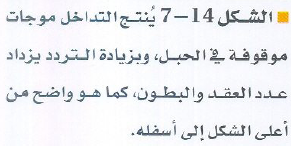 ■ الشكل 14–7 يُنتج التداخل موجات
موقوفة في الحبل، وبزيادة التردد يزداد
عدد العقد والبطون، كما هو واضح من
أعلى الشكل إلى أسفله.